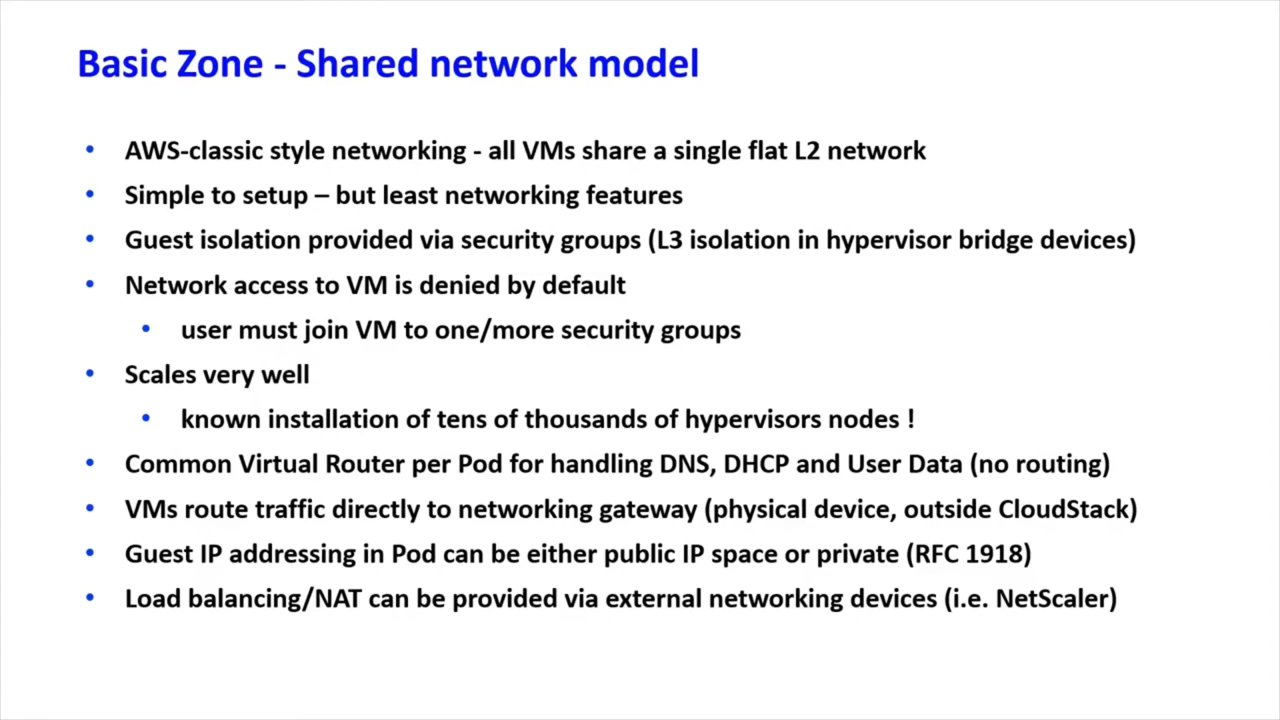 Basic Zone - Shared network model
• AWS-classic style networking - all VMs share a single flat L2 network
• Simple to setup – but least networking features
• Guest isolation provided via security groups (L3 isolation in hypervisor bridge devices)
• Network access to VM is denied by default
• user must join VM to one/more security groups
• Scales very well
• known installation of tens of thousands of hypervisors nodes !
• Common Virtual Router per Pod for handling DNS, DHCP and User Data (no routing)
• VMs route traffic directly to networking gateway (physical device, outside CloudStack)
• Guest IP addressing in Pod can be either public IP space or private (RFC 1918)
• Load balancing/NAT can be provided via external networking devices (i.e. NetScaler)